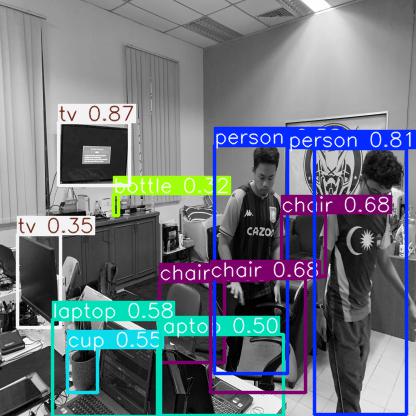 tv 0.87
person
person 0.81
bottle 0.32
chair 0.68
tv 0.35
chair
chair 0.68
CAZOO
laptop 0.58
laptop 0.50
cup 0.55